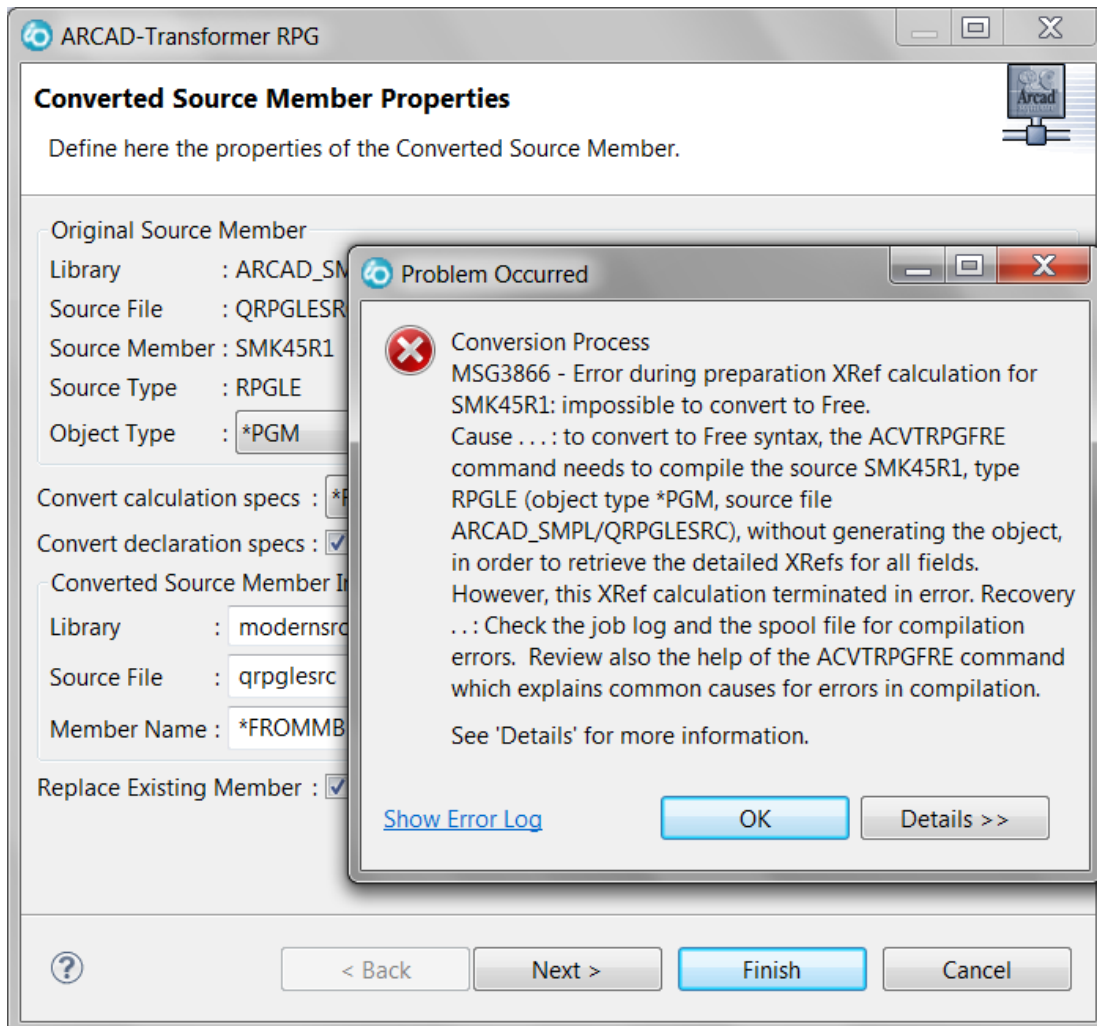 ARCAD-Transformer RPG
Converted Source Member Properties
Arcad
Define here the properties of the Converted Source Member.
Original Source Member
Library : ARCAD_SM
Source File : QRPGLESR
Source Member : SMK45R1
Source Type : RPGLE
Object Type : *PGM
Convert calculation specs :
Convert declaration specs :
Converted Source Member
Library : modernsrc
Source File : qrpglesrc
Member Name : *FROMMB
Replace Existing Member :
Problem Occurred
Conversion Process
MSG3866 - Error during preparation XRef calculation for
SMK45R1: impossible to convert to Free.
Cause . . . : to convert to Free syntax, the ACVTRPGFRE
command needs to compile the source SMK45R1, type
RPGLE (object type *PGM, source file
ARCAD_SMPL/QRPGLESRC), without generating the object,
in order to retrieve the detailed XRefs for all fields.
However, this XRef calculation terminated in error. Recovery
. . : Check the job log and the spool file for compilation
errors.  Review also the help of the ACVTRPGFRE command
which explains common causes for errors in compilation.
See 'Details' for more information.
Show Error Log
OK
Details >>
?
< Back
Next >
Finish
Cancel